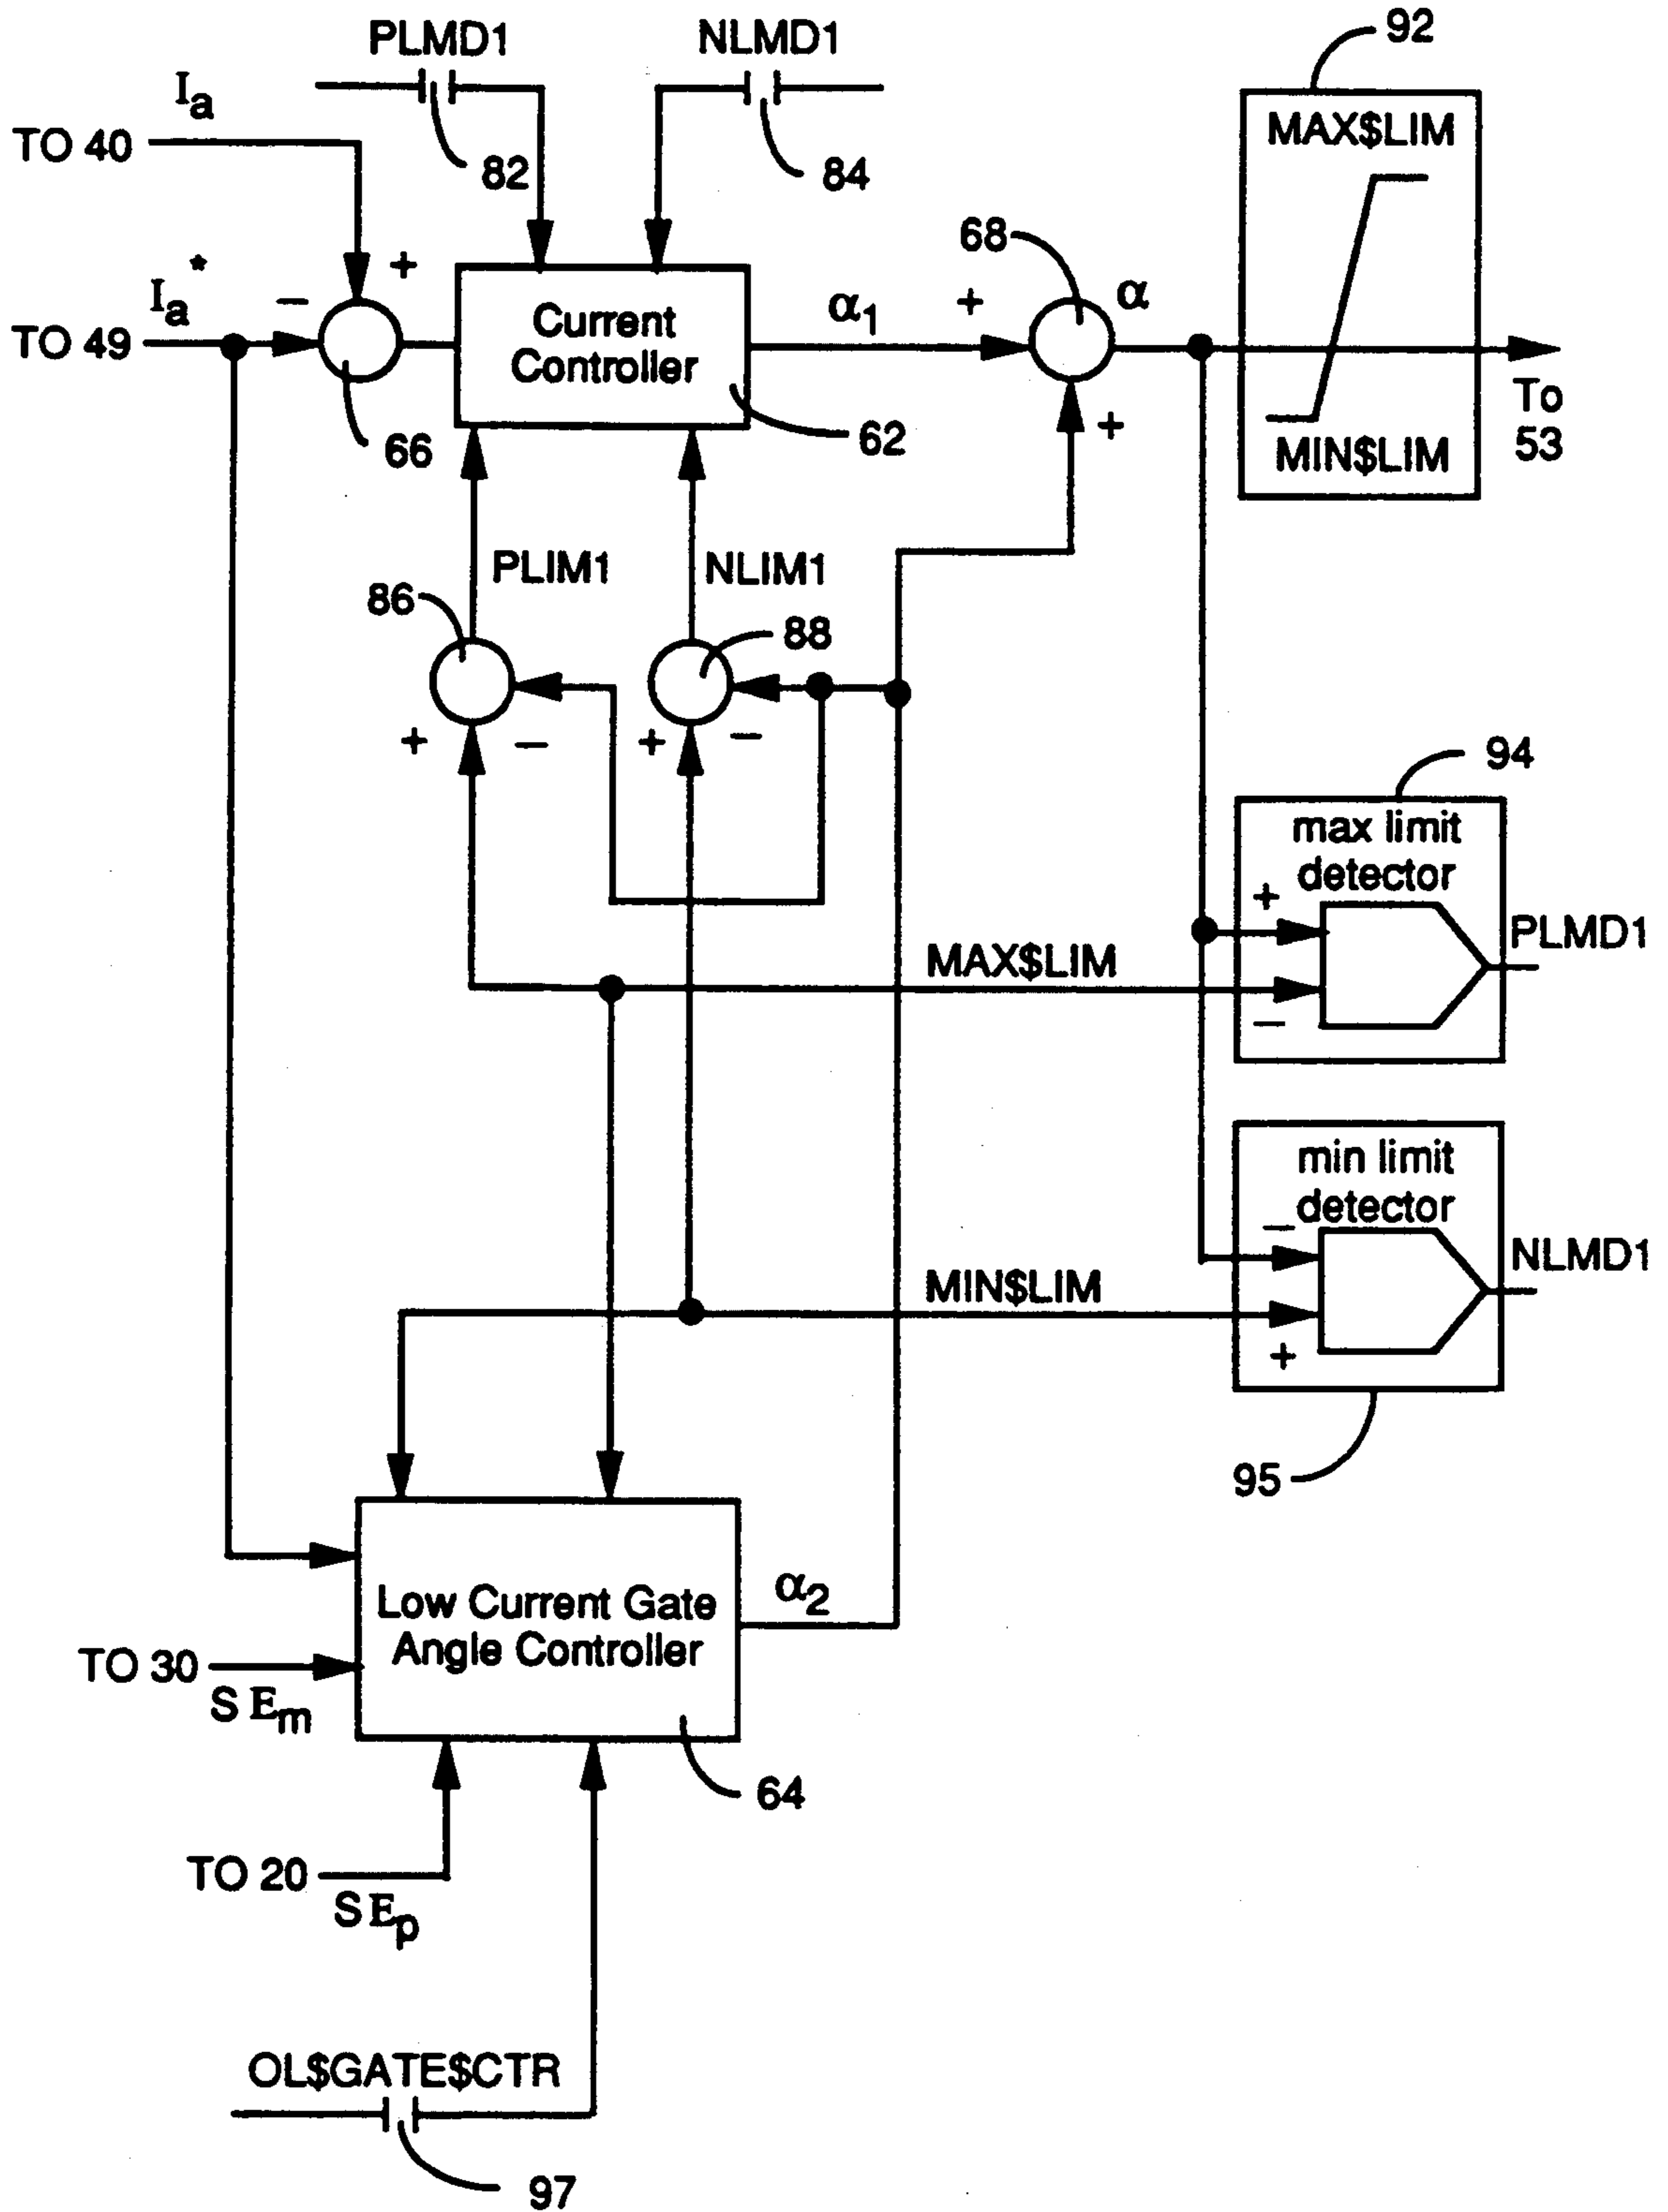 PLMD1
NLMD1
92
Ia
TO 40
82
84
MAX$LIM
68
+
Ia*
−
TO 49
Current
Controller
α1
+
α
To
53
66
62
+
MIN$LIM
PLIM1
NLIM1
86
88
+
−
+
−
94
max limit
detector
+
PLMD1
MAX$LIM
−
min limit
detector
−
NLMD1
MIN$LIM
+
95
Low Current Gate
Angle Controller
α2
TO 30
SEm
64
TO 20
SEp
OL$GATE$CTR
97